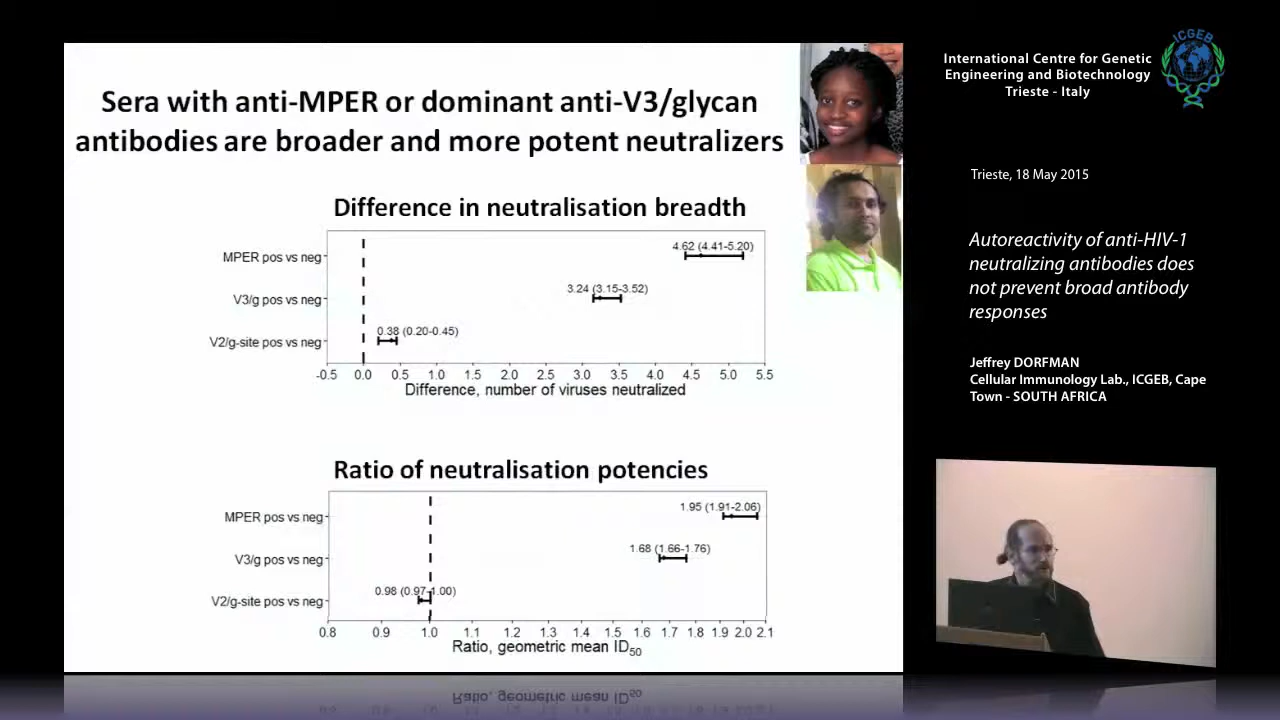 Sera with anti-MPER or dominant anti-V3/glycan
antibodies are broader and more potent neutralizers
Difference in neutralisation breadth
MPER pos vs neg
4.62 (4.41-5.20)
V3/g pos vs neg
3.24 (3.15-3.52)
V2/g-site pos vs neg
0.38 (0.20-0.45)
-0.5 0.0 0.5 1.0 1.5 2.0 2.5 3.0 3.5 4.0 4.5 5.0 5.5
Difference, number of viruses neutralized
Ratio of neutralisation potencies
MPER pos vs neg
1.95 (1.91-2.06)
V3/g pos vs neg
1.68 (1.66-1.76)
V2/g-site pos vs neg
0.98 (0.97-1.00)
0.8 0.9 1.0 1.1 1.2 1.3 1.4 1.5 1.6 1.7 1.8 1.9 2.0 2.1
Ratio, geometric mean ID50
International Centre for Genetic
Engineering and Biotechnology
Trieste - Italy
ICGEB
Trieste, 18 May 2015
Autoreactivity of anti-HIV-1
neutralizing antibodies does
not prevent broad antibody
responses
Jeffrey DORFMAN
Cellular Immunology Lab., ICGEB, Cape
Town - SOUTH AFRICA